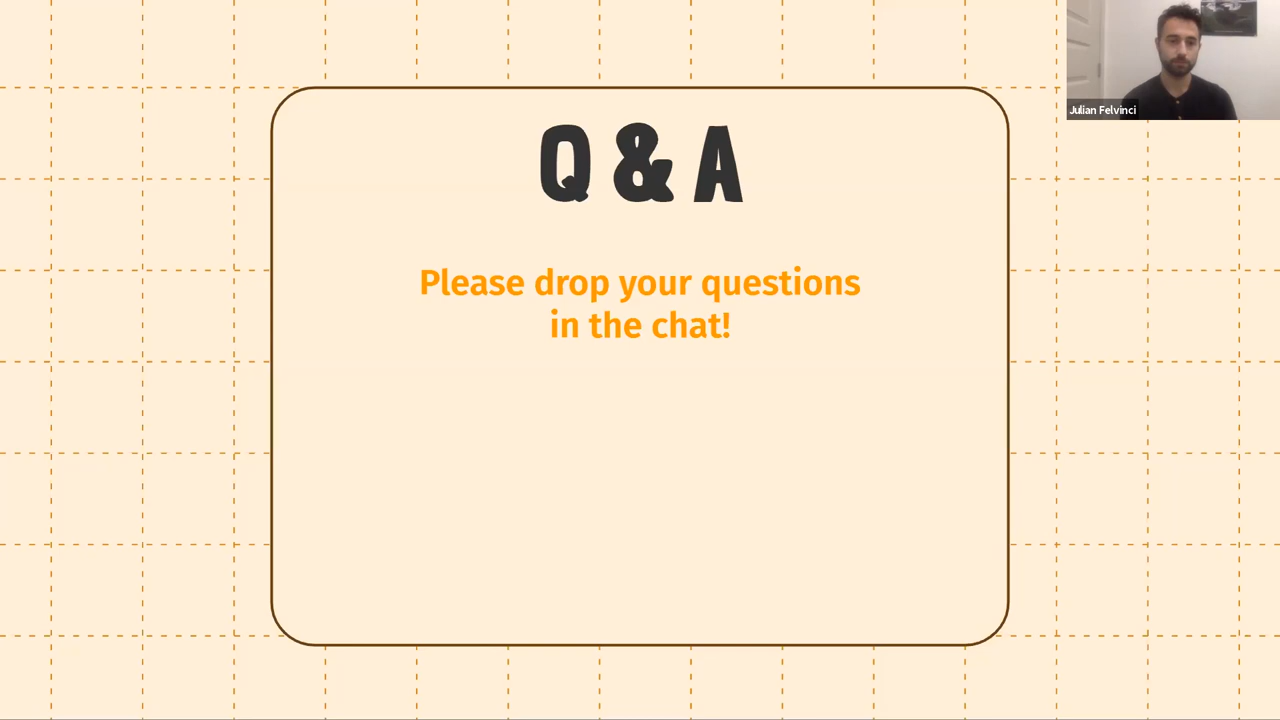 Julian Felvinci
Q & A
Please drop your questions
in the chat!